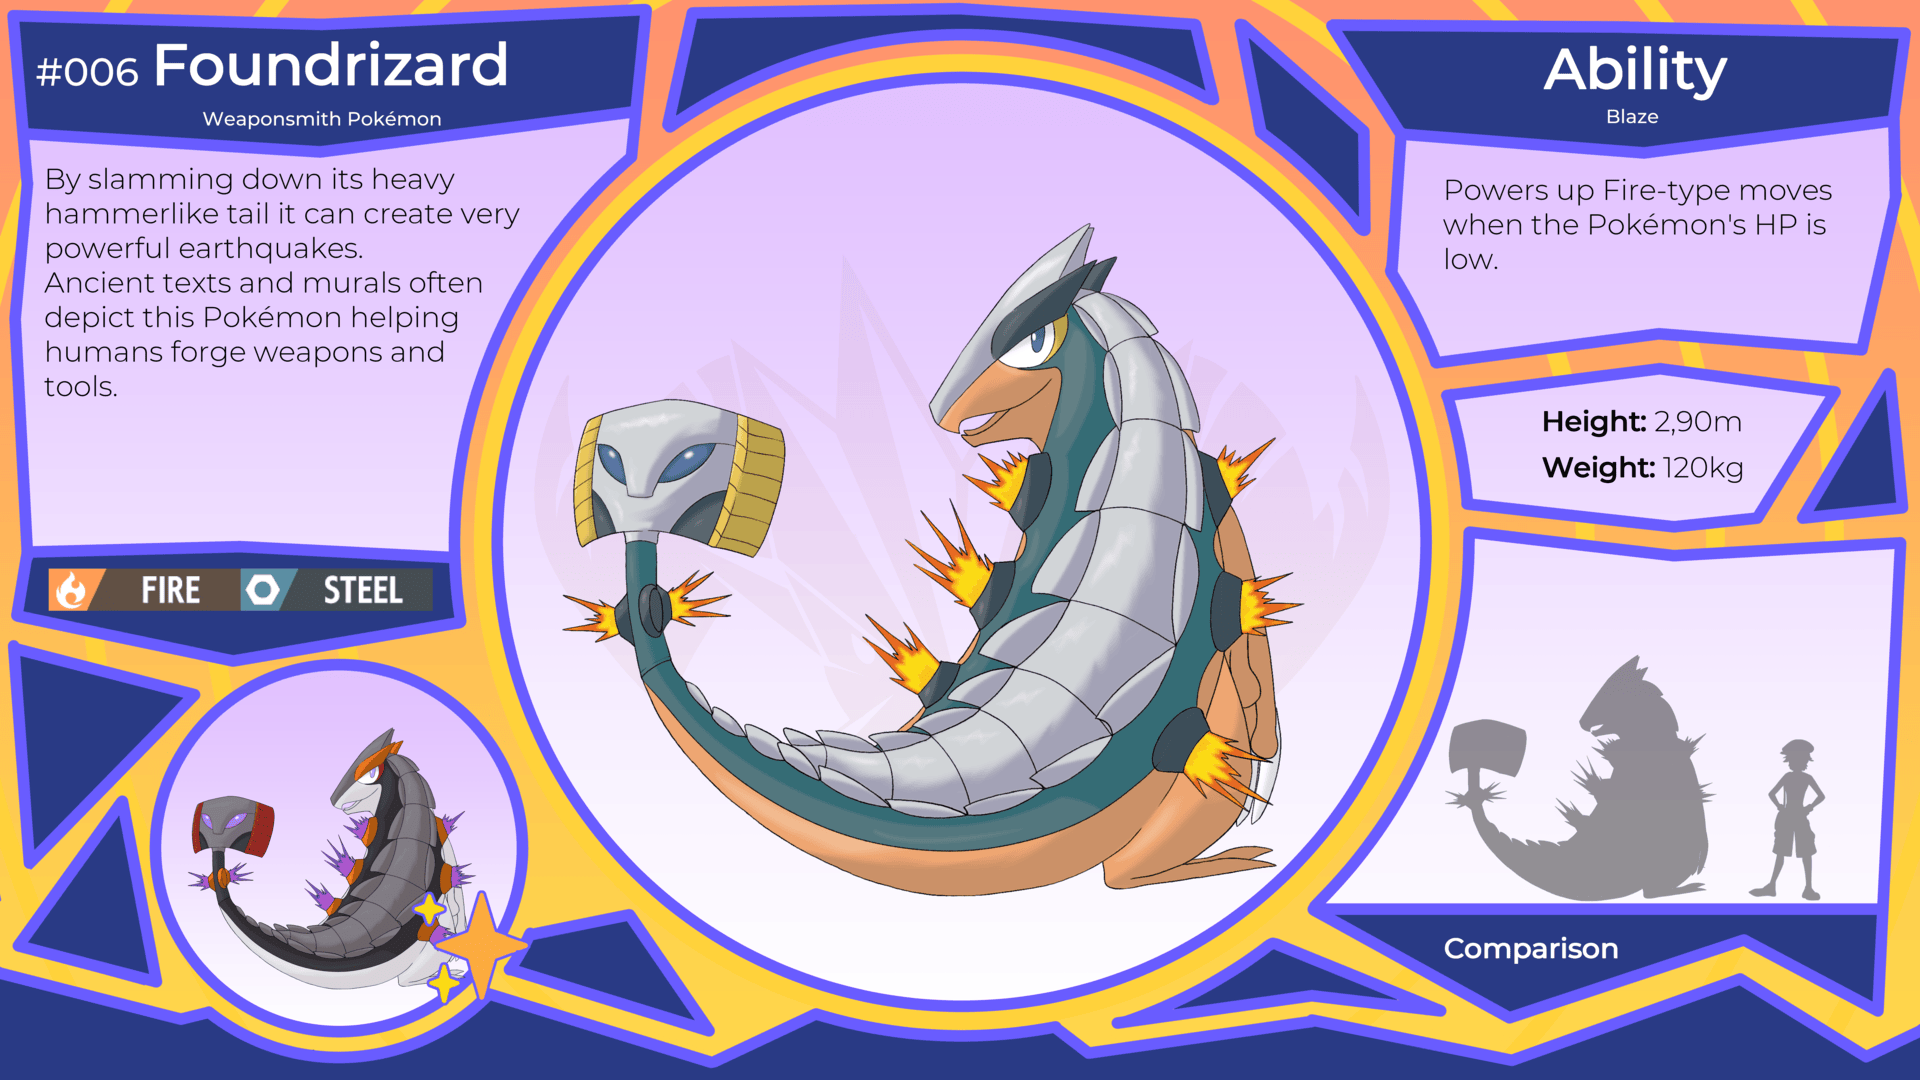 #006 Foundrizard
Weaponsmith Pokémon
By slamming down its heavy
hammerlike tail it can create very
powerful earthquakes.
Ancient texts and murals often
depict this Pokémon helping
humans forge weapons and
tools.
FIRE STEEL
Ability
Blaze
Powers up Fire-type moves
when the Pokémon's HP is
low.
Height: 2,90m
Weight: 120kg
Comparison